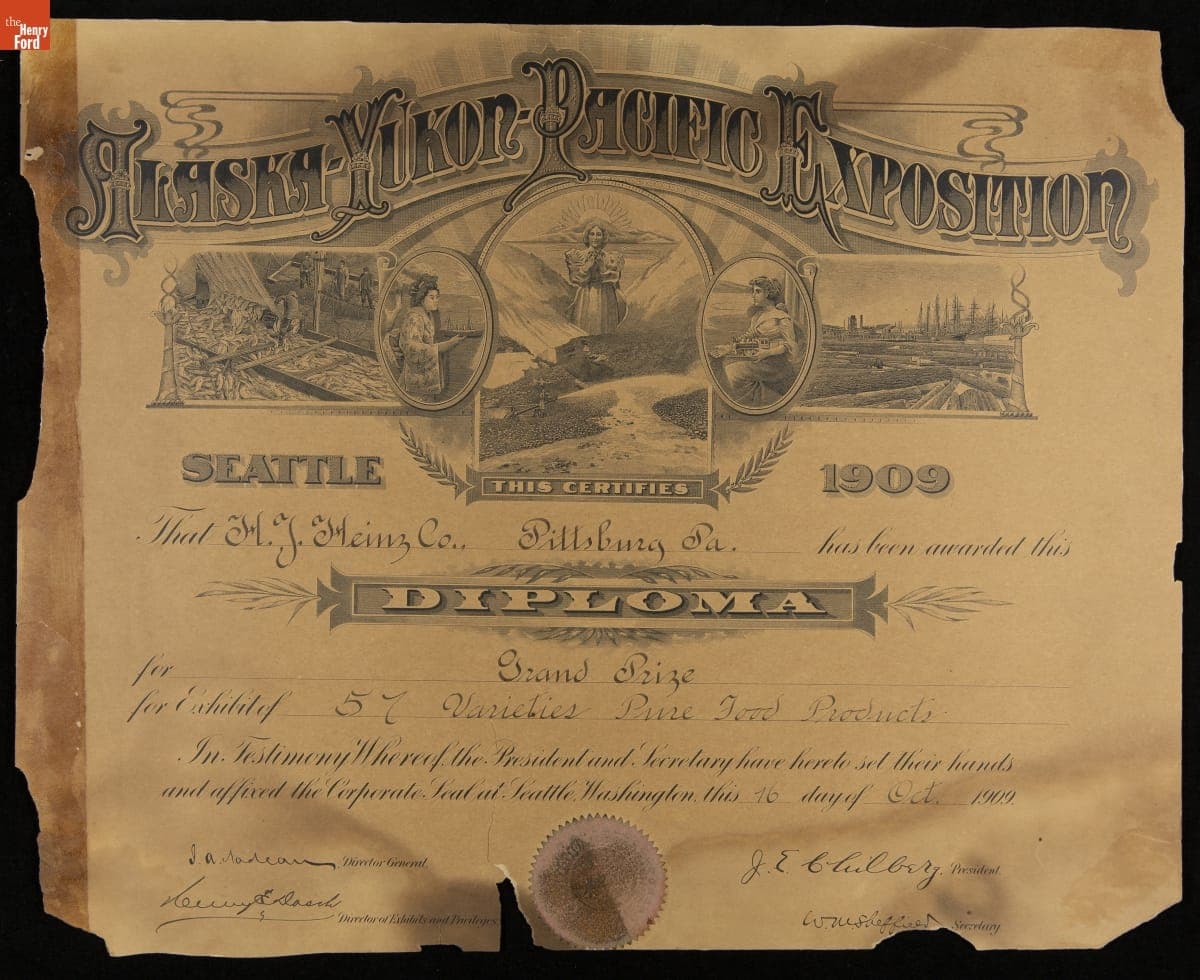 the
Henry
Ford
ALASKA-YUKON-PACIFIC EXPOSITION
SEATTLE
1909
THIS CERTIFIES
That H. J. Heinz Co., Pittsburg Pa. has been awarded this
DIPLOMA
for Grand Prize
for Exhibit of 57 Varieties Pure Food Products
In Testimony Whereof, the President and Secretary have hereto set their hands
and affixed the Corporate Seal at Seattle, Washington, this 16 day of Oct. 1909.
Director General.
J. E. Chilberg, President.
Henry E. Dosch Director of Exhibits and Privileges.
W. M. Sheffield Secretary